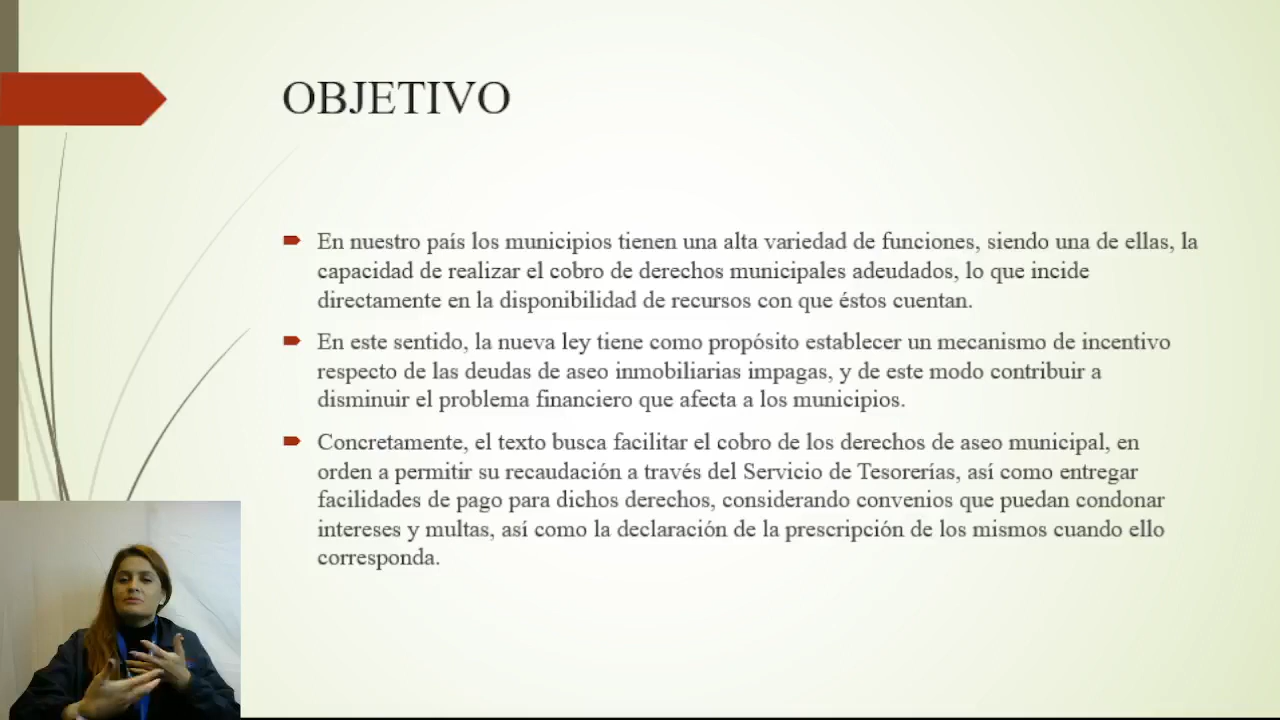 OBJETIVO
En nuestro país los municipios tienen una alta variedad de funciones, siendo una de ellas, la
capacidad de realizar el cobro de derechos municipales adeudados, lo que incide
directamente en la disponibilidad de recursos con que éstos cuentan.
En este sentido, la nueva ley tiene como propósito establecer un mecanismo de incentivo
respecto de las deudas de aseo inmobiliarias impagas, y de este modo contribuir a
disminuir el problema financiero que afecta a los municipios.
Concretamente, el texto busca facilitar el cobro de los derechos de aseo municipal, en
orden a permitir su recaudación a través del Servicio de Tesorerías, así como entregar
facilidades de pago para dichos derechos, considerando convenios que puedan condonar
intereses y multas, así como la declaración de la prescripción de los mismos cuando ello
corresponda.